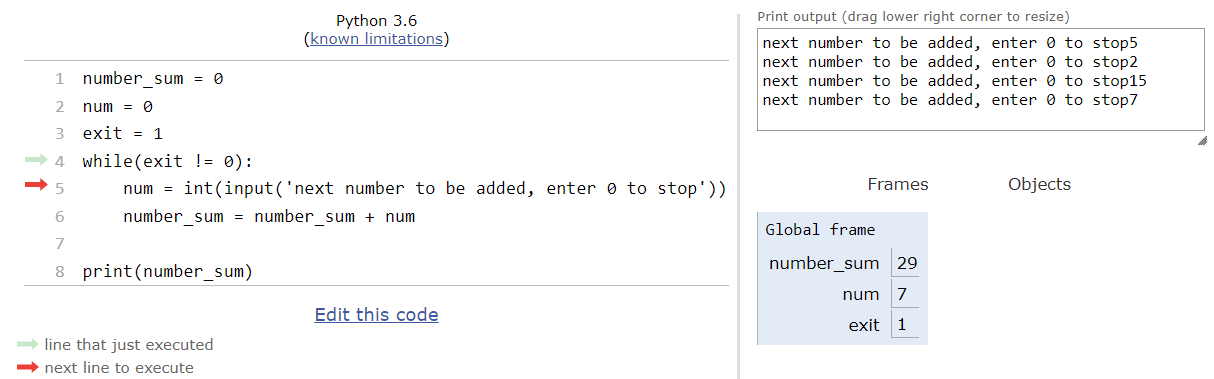 Python 3.6
(known limitations)
1 number_sum = 0
2 num = 0
3 exit = 1
4 while(exit != 0):
5     num = int(input('next number to be added, enter 0 to stop'))
6     number_sum = number_sum + num
7
8 print(number_sum)
Edit this code
line that just executed
next line to execute
Print output (drag lower right corner to resize)
next number to be added, enter 0 to stop5
next number to be added, enter 0 to stop2
next number to be added, enter 0 to stop15
next number to be added, enter 0 to stop7
Frames Objects
Global frame
number_sum 29
num 7
exit 1